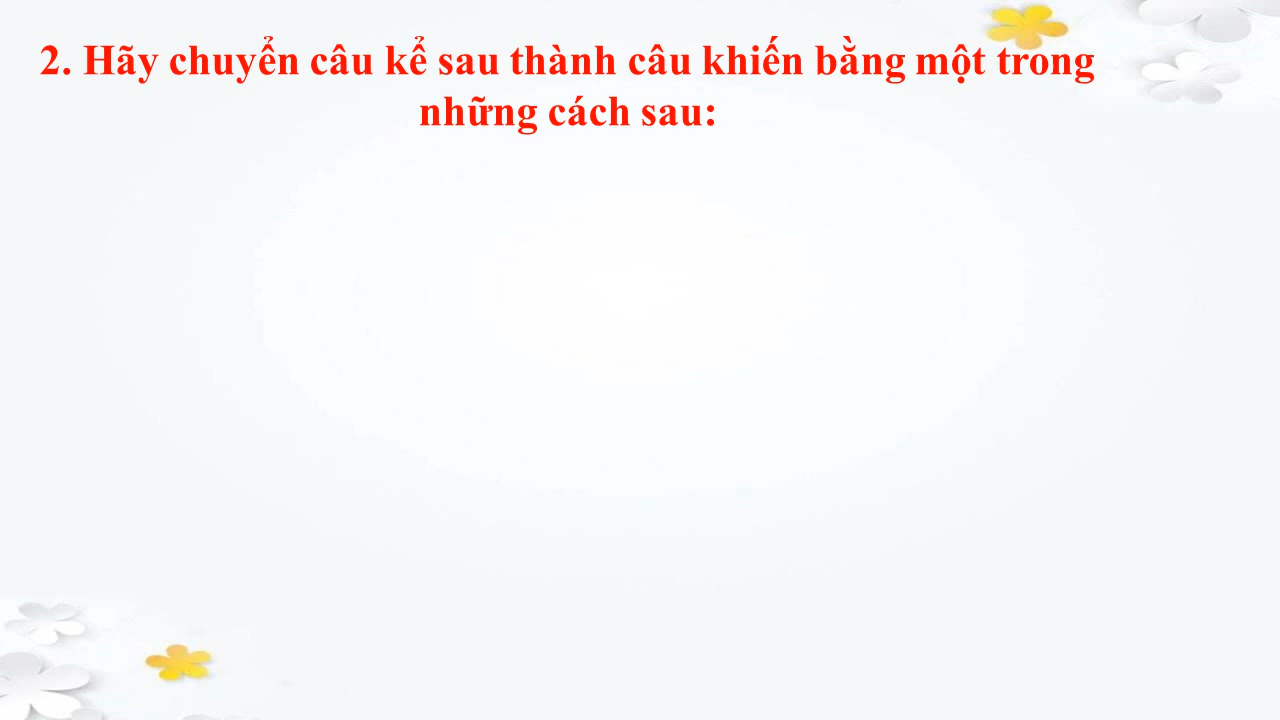 2. Hãy chuyển câu kể sau thành câu khiến bằng một trong
những cách sau: